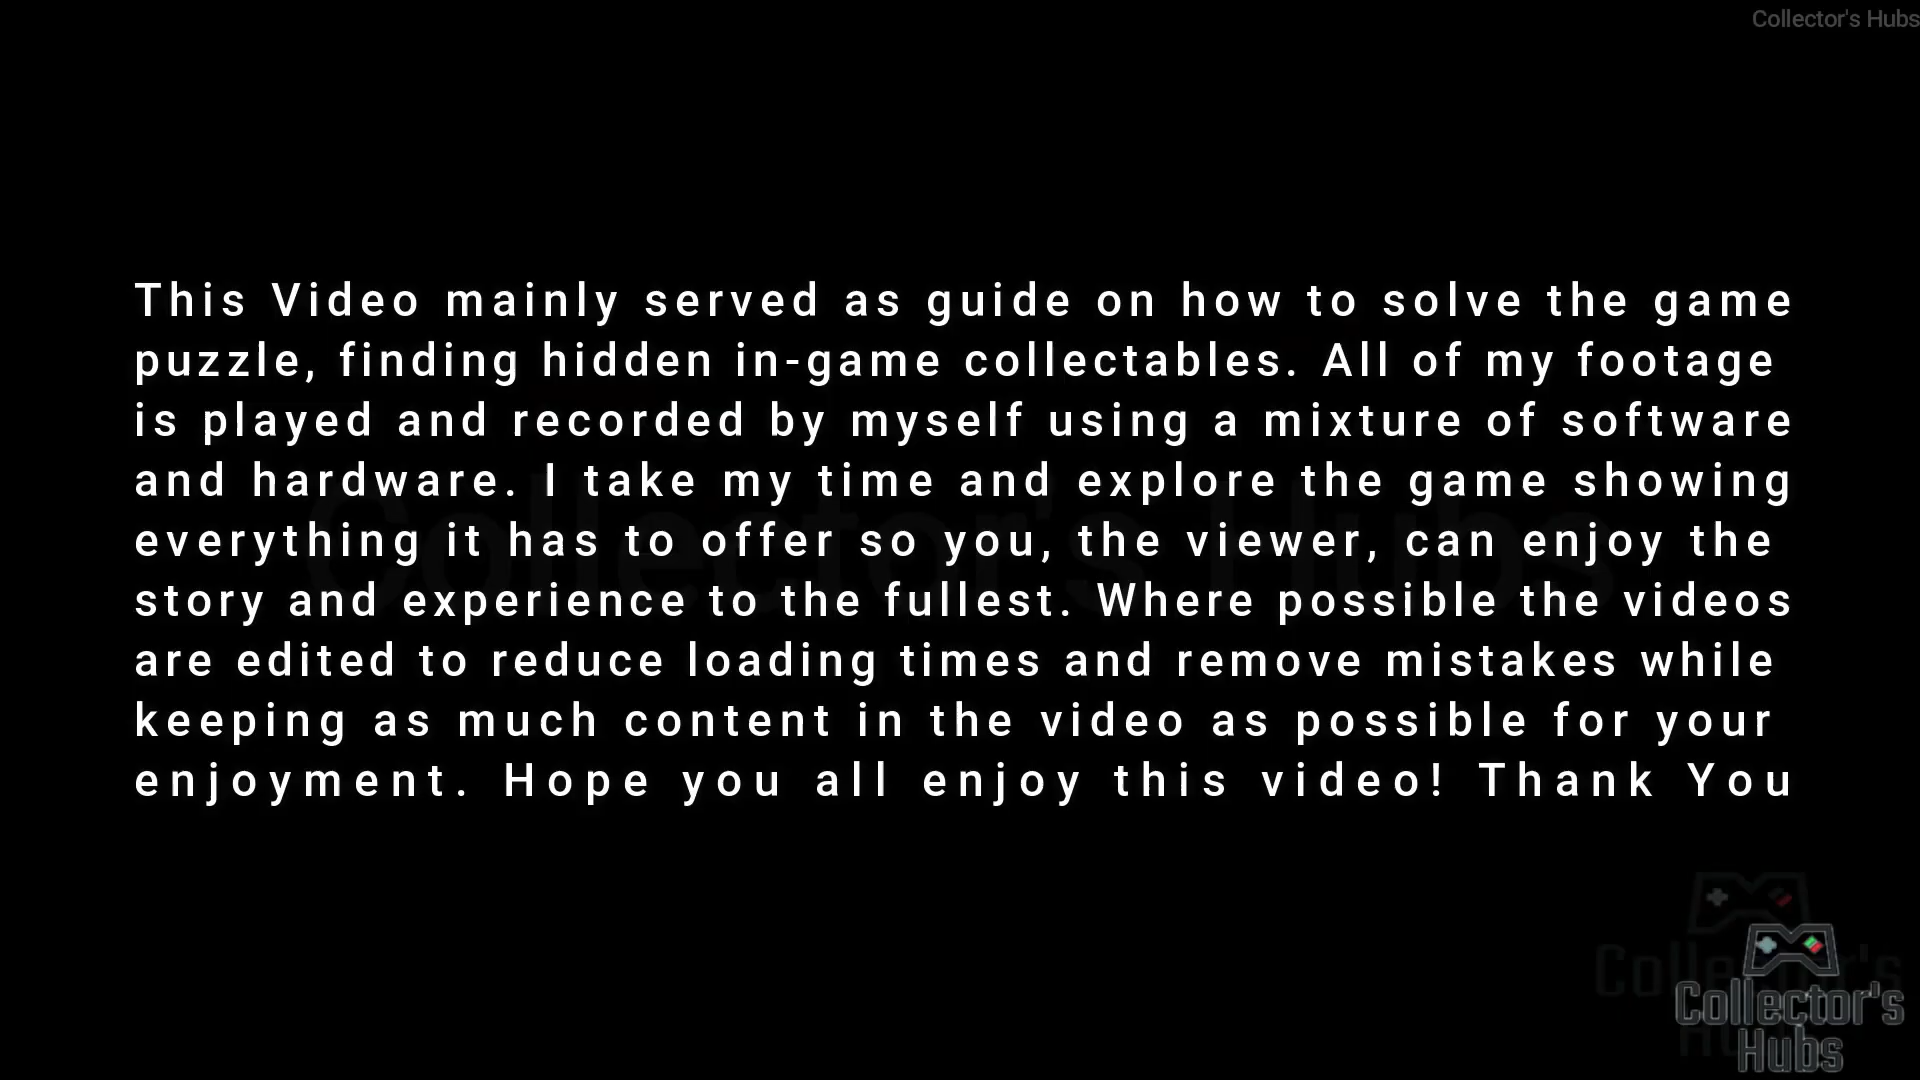 Collector's Hubs
This Video mainly served as guide on how to solve the game
puzzle, finding hidden in-game collectables. All of my footage
is played and recorded by myself using a mixture of software
and hardware. I take my time and explore the game showing
everything it has to offer so you, the viewer, can enjoy the
story and experience to the fullest. Where possible the videos
are edited to reduce loading times and remove mistakes while
keeping as much content in the video as possible for your
enjoyment. Hope you all enjoy this video! Thank You
Collector's Hubs
Collector's
Hubs
Collector's
Hubs